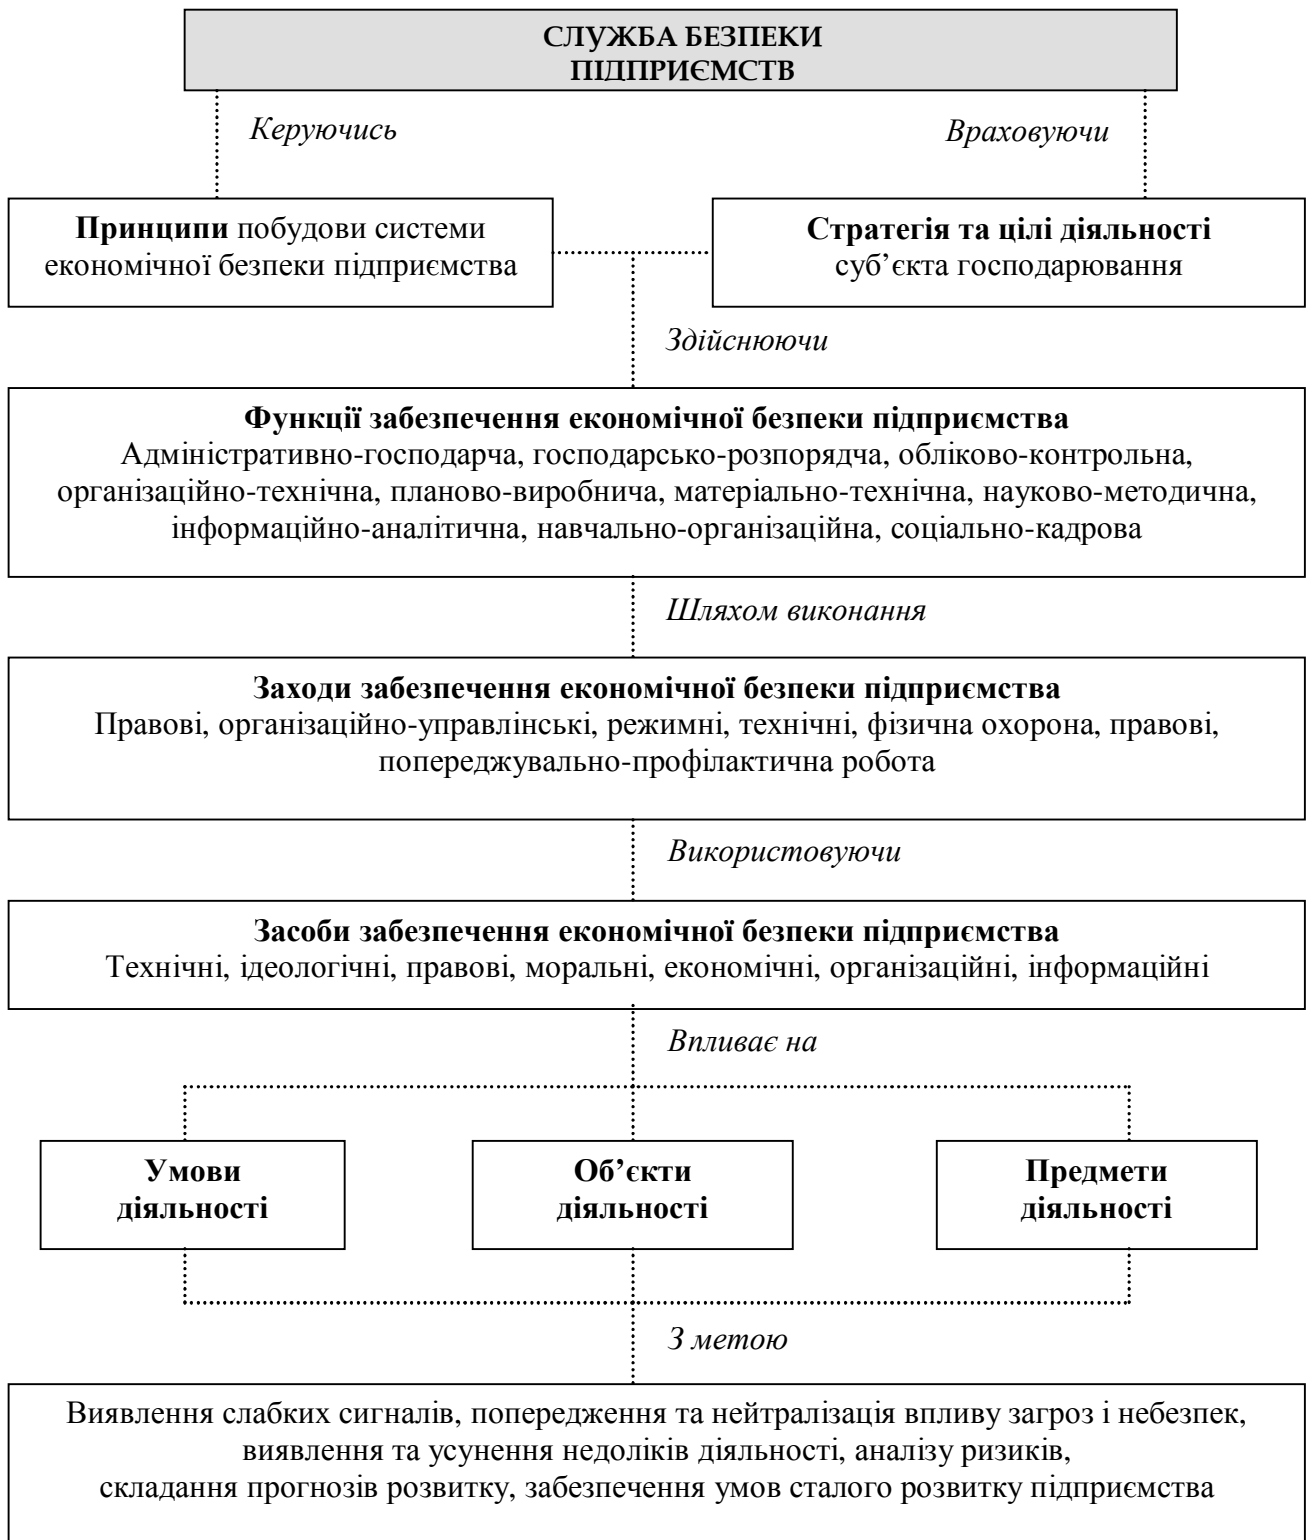 СЛУЖБА БЕЗПЕКИ
ПІДПРИЄМСТВ
Керуючись
Враховуючи
Принципи побудови системи
економічної безпеки підприємства
Стратегія та цілі діяльності
суб’єкта господарювання
Здійснюючи
Функції забезпечення економічної безпеки підприємства
Адміністративно-господарча, господарсько-розпорядча, обліково-контрольна,
організаційно-технічна, планово-виробнича, матеріально-технічна, науково-методична,
інформаційно-аналітична, навчально-організаційна, соціально-кадрова
Шляхом виконання
Заходи забезпечення економічної безпеки підприємства
Правові, організаційно-управлінські, режимні, технічні, фізична охорона, правові,
попереджувально-профілактична робота
Використовуючи
Засоби забезпечення економічної безпеки підприємства
Технічні, ідеологічні, правові, моральні, економічні, організаційні, інформаційні
Впливає на
Умови
діяльності
Об’єкти
діяльності
Предмети
діяльності
З метою
Виявлення слабких сигналів, попередження та нейтралізація впливу загроз і небезпек,
виявлення та усунення недоліків діяльності, аналізу ризиків,
складання прогнозів розвитку, забезпечення умов сталого розвитку підприємства